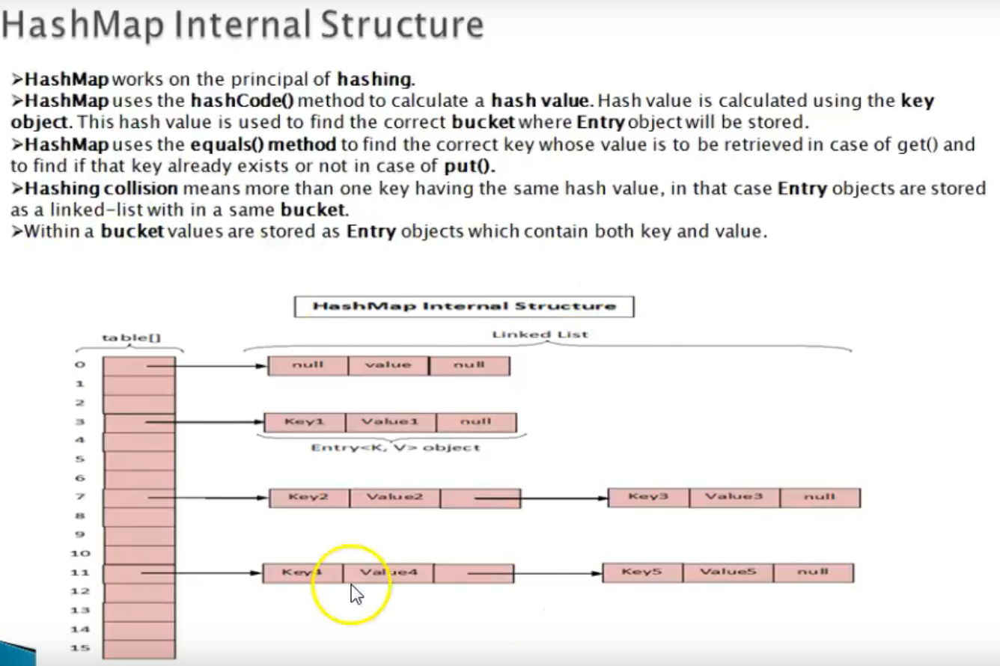 HashMap Internal Structure
➢HashMap works on the principal of hashing.
➢HashMap uses the hashCode() method to calculate a hash value. Hash value is calculated using the key
object. This hash value is used to find the correct bucket where Entry object will be stored.
➢HashMap uses the equals() method to find the correct key whose value is to be retrieved in case of get() and
to find if that key already exists or not in case of put().
➢Hashing collision means more than one key having the same hash value, in that case Entry objects are stored
as a linked-list with in a same bucket.
➢Within a bucket values are stored as Entry objects which contain both key and value.
HashMap Internal Structure
table[]
Linked List
0
null value null
1
2
3
Key1 Value1 null
4
Entry<K, V> object
5
6
7
Key2 Value2
Key3 Value3 null
8
9
10
11
Key4 Value4
Key5 Value5 null
12
13
14
15